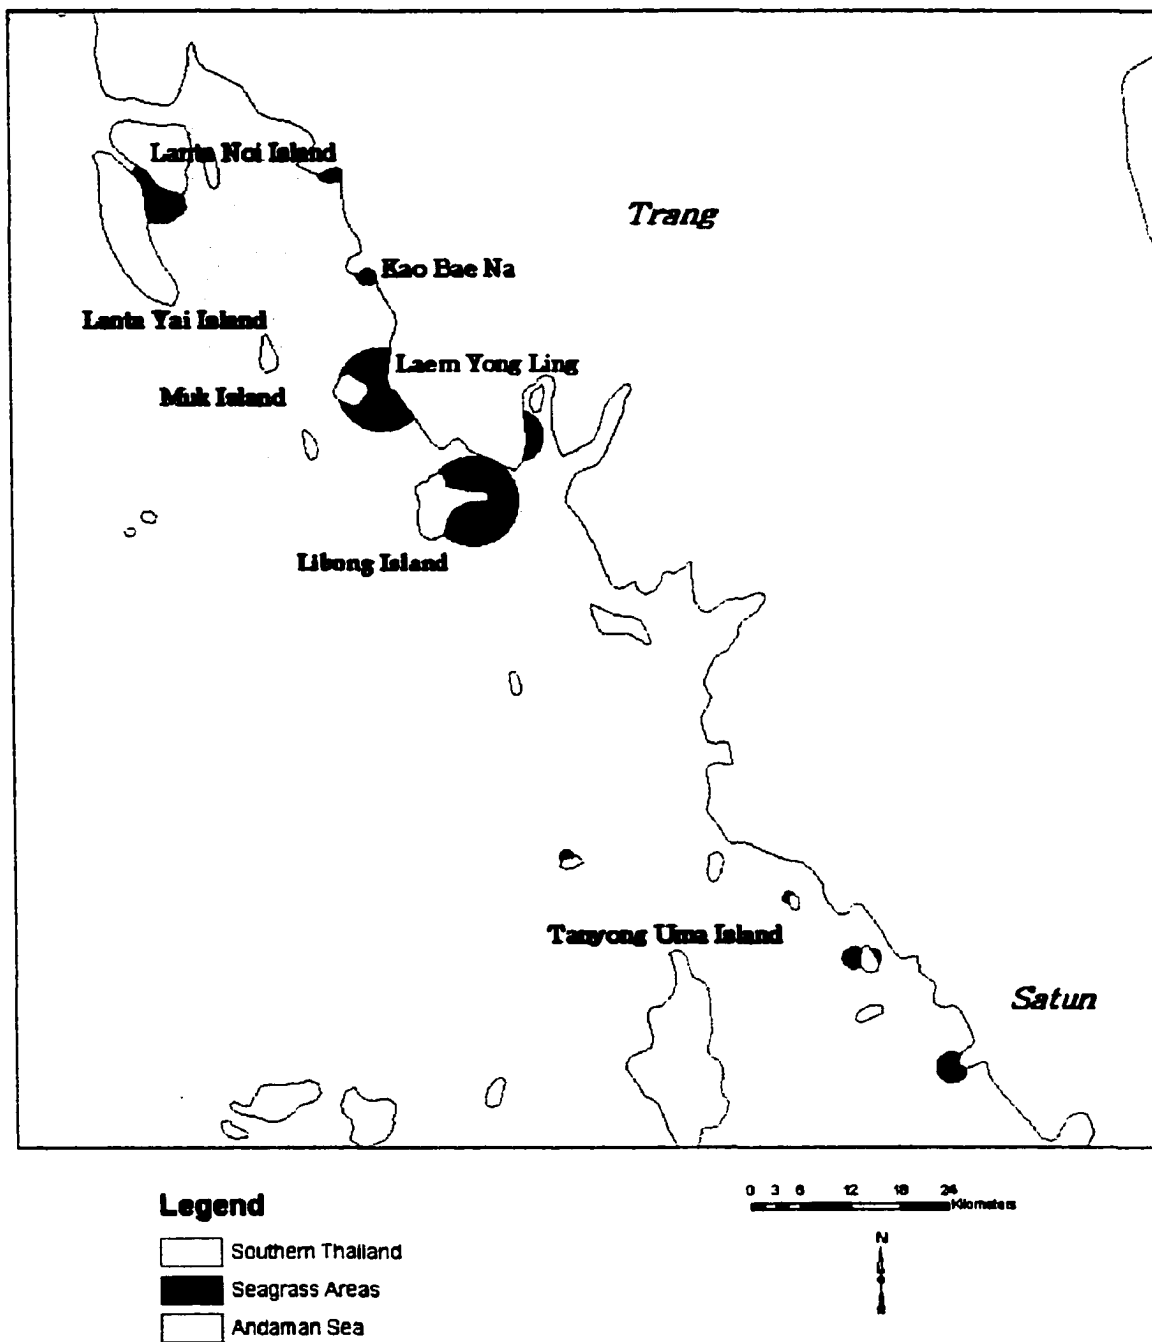 Lanta Noi Island
Trang
Kao Bae Na
Lanta Yai Island
Laem Yong Ling
Muk Island
Libong Island
Tanyong Uma Island
Satun
Legend
Southern Thailand
Seagrass Areas
Andaman Sea
0 3 6 12 18 24
Kilometers
N